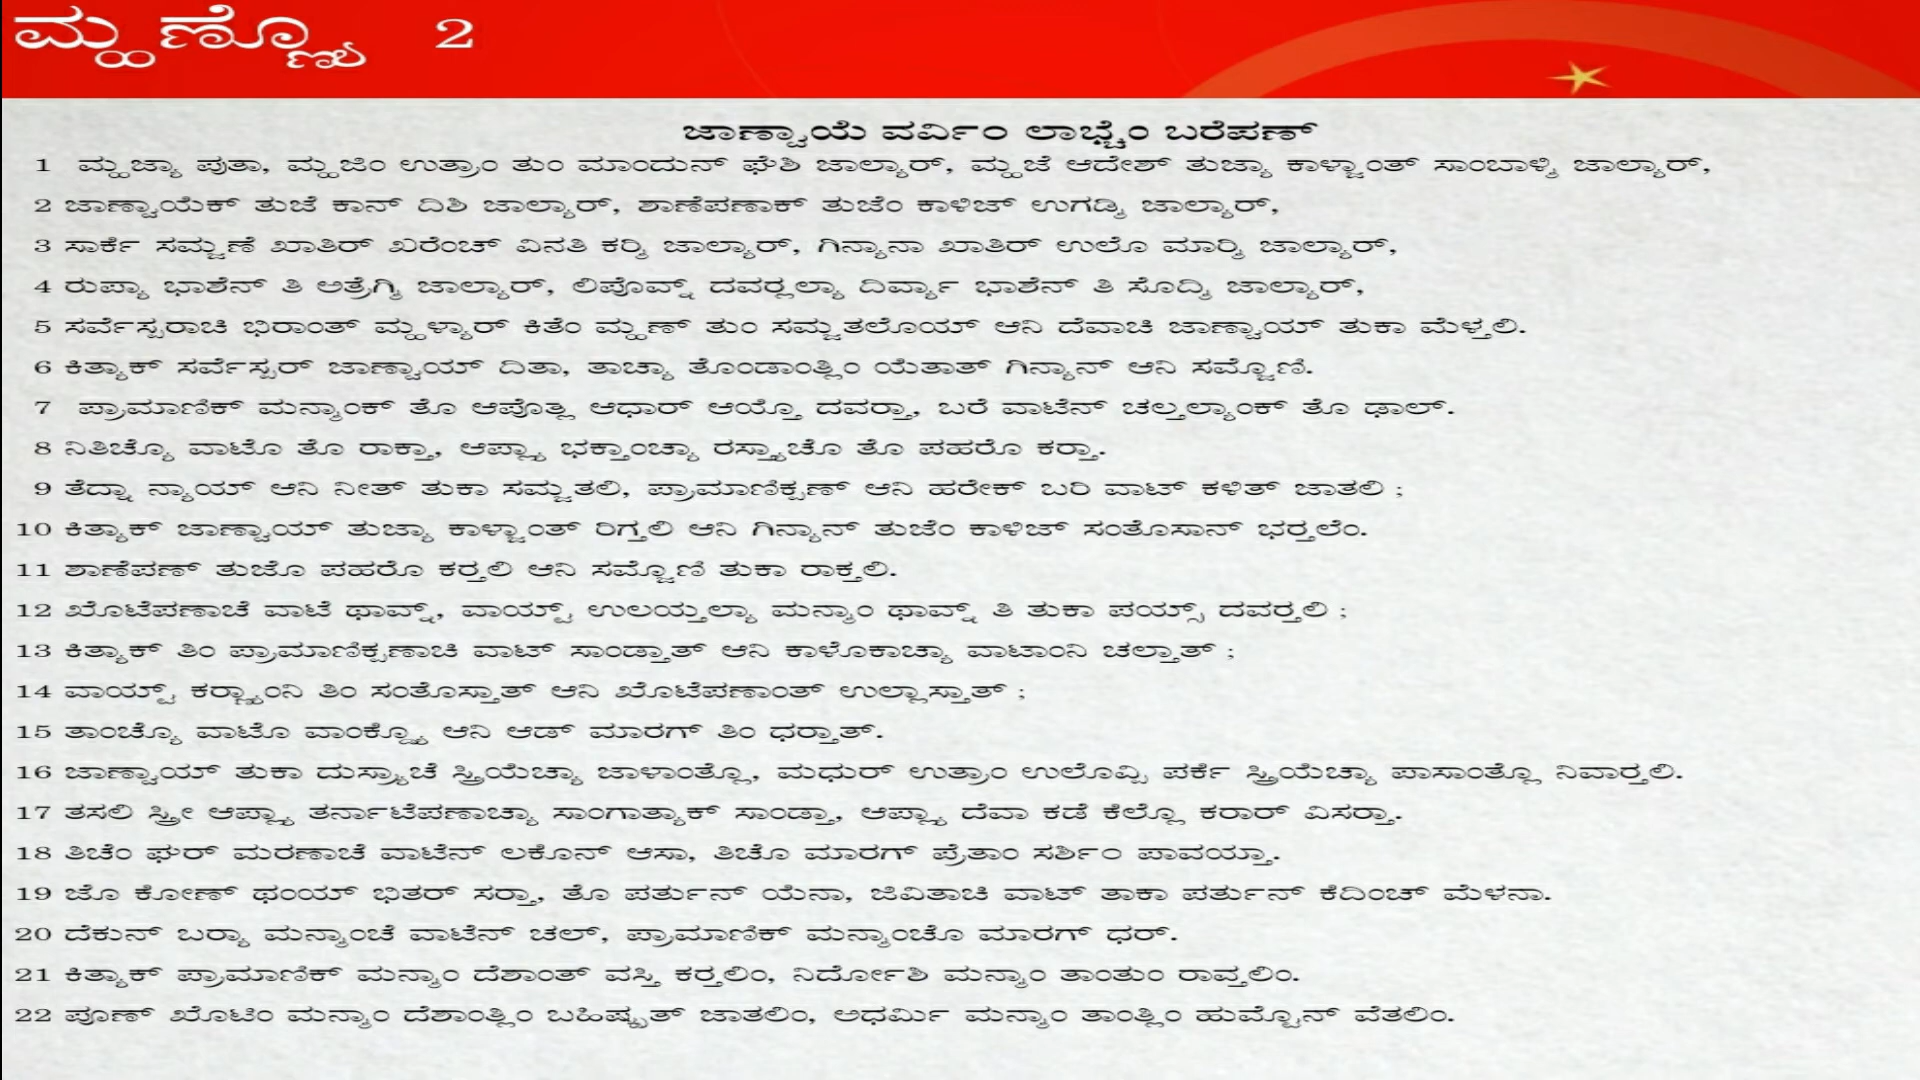 ಮ್ಹಣ್ಣ್ಯೊ 2
ಜಾಣ್ವಾಯೆ ವರ್ವಿಂ ಲಾಭ್ಚೆಂ ಬರೆಪಣ್
1 ಮ್ಹಜ್ಯಾ ಪುತಾ, ಮ್ಹಜಿಂ ಉತ್ರಾಂ ತುಂ ಮಾಂದುನ್ ಘೆಶಿ ಜಾಲ್ಯಾರ್, ಮ್ಹಜೆ ಆದೇಶ್ ತುಜ್ಯಾ ಕಾಳ್ಜಾಂತ್ ಸಾಂಬಾಳ್ಶಿ ಜಾಲ್ಯಾರ್,
2 ಜಾಣ್ವಾಯೆಕ್ ತುಜೆ ಕಾನ್ ದಿಶಿ ಜಾಲ್ಯಾರ್, ಶಾಣೆಪಣಾಕ್ ತುಜೆಂ ಕಾಳಿಜ್ ಉಗಡ್ಶಿ ಜಾಲ್ಯಾರ್,
3 ಸಾರ್ಕೆ ಸಮ್ಜಣೆ ಖಾತಿರ್ ಖರೆಂಚ್ ವಿನತಿ ಕರ‍್ಶಿ ಜಾಲ್ಯಾರ್, ಗಿನ್ಯಾನಾ ಖಾತಿರ್ ಉಲೊ ಮಾರ‍್ಶಿ ಜಾಲ್ಯಾರ್,
4 ರುಪ್ಯಾ ಭಾಶೆನ್ ತಿ ಅತ್ರೆಗ್ಶಿ ಜಾಲ್ಯಾರ್, ಲಿಪೊವ್ನ್ ದವರ‍್ಲಲ್ಯಾ ದಿರ್ವ್ಯಾ ಭಾಶೆನ್ ತಿ ಸೊದ್ಶಿ ಜಾಲ್ಯಾರ್,
5 ಸರ್ವೆಸ್ಪರಾಚಿ ಭಿರಾಂತ್ ಮ್ಹಳ್ಯಾರ್ ಕಿತೆಂ ಮ್ಹಣ್ ತುಂ ಸಮ್ಜತಲೊಯ್ ಆನಿ ದೆವಾಚಿ ಜಾಣ್ವಾಯ್ ತುಕಾ ಮೆಳ್ತಲಿ.
6 ಕಿತ್ಯಾಕ್ ಸರ್ವೆಸ್ಪರ್ ಜಾಣ್ವಾಯ್ ದಿತಾ, ತಾಚ್ಯಾ ತೊಂಡಾಂತ್ಲಿಂ ಯೆತಾತ್ ಗಿನ್ಯಾನ್ ಆನಿ ಸಮ್ಜೊಣಿ.
7 ಪ್ರಾಮಾಣಿಕ್ ಮನ್ಶಾಂಕ್ ತೊ ಆಪೊತ್ಲ ಆಧಾರ್ ಆಯ್ತೊ ದವರ‍್ತಾ, ಬರೆ ವಾಟೆನ್ ಚಲ್ತಲ್ಯಾಂಕ್ ತೊ ಢಾಲ್.
8 ನಿತಿಚ್ಯೊ ವಾಟೊ ತೊ ರಾಕ್ತಾ, ಆಪ್ಲ್ಯಾ ಭಕ್ತಾಂಚ್ಯಾ ರಸ್ತ್ಯಾಚೊ ತೊ ಪಹರೊ ಕರ‍್ತಾ.
9 ತೆದ್ನಾ ನ್ಯಾಯ್ ಆನಿ ನೀತ್ ತುಕಾ ಸಮ್ಜತಲಿ, ಪ್ರಾಮಾಣಿಕ್ಪಣ್ ಆನಿ ಹರೇಕ್ ಬರಿ ವಾಟ್ ಕಳಿತ್ ಜಾತಲಿ ;
10 ಕಿತ್ಯಾಕ್ ಜಾಣ್ವಾಯ್ ತುಜ್ಯಾ ಕಾಳ್ಜಾಂತ್ ರಿಗ್ತಲಿ ಆನಿ ಗಿನ್ಯಾನ್ ತುಜೆಂ ಕಾಳಿಜ್ ಸಂತೊಸಾನ್ ಭರ‍್ತಲೆಂ.
11 ಶಾಣೆಪಣ್ ತುಜೊ ಪಹರೊ ಕರ‍್ತಲಿ ಆನಿ ಸಮ್ಜೊಣಿ ತುಕಾ ರಾಕ್ತಲಿ.
12 ಖೊಟೆಪಣಾಚೆ ವಾಟೆ ಥಾವ್ನ್, ವಾಯ್ಟ್ ಉಲಯ್ತಲ್ಯಾ ಮನ್ಶಾಂ ಥಾವ್ನ್ ತಿ ತುಕಾ ಪಯ್ಸ್ ದವರ‍್ತಲಿ ;
13 ಕಿತ್ಯಾಕ್ ತಿಂ ಪ್ರಾಮಾಣಿಕ್ಪಣಾಚಿ ವಾಟ್ ಸಾಂಡ್ತಾತ್ ಆನಿ ಕಾಳೊಕಾಚ್ಯಾ ವಾಟಾಂನಿ ಚಲ್ತಾತ್ ;
14 ವಾಯ್ಟ್ ಕರ‍್ಣ್ಯಾಂನಿ ತಿಂ ಸಂತೊಸ್ತಾತ್ ಆನಿ ಖೊಟೆಪಣಾಂತ್ ಉಲ್ಲಾಸ್ತಾತ್ ;
15 ತಾಂಚ್ಯೊ ವಾಟೊ ವಾಂಕ್ಡ್ಯೊ ಆನಿ ಆಡ್ ಮಾರಗ್ ತಿಂ ಧರ‍್ತಾತ್.
16 ಜಾಣ್ವಾಯ್ ತುಕಾ ದುಸ್ರ್ಯಾಚೆ ಸ್ತ್ರಿಯೆಚ್ಯಾ ಜಾಳಾಂತ್ಲೊ, ಮಧುರ್ ಉತ್ರಾಂ ಉಲೊವ್ಪಿ ಪರ್ಕೆ ಸ್ತ್ರಿಯೆಚ್ಯಾ ಪಾಸಾಂತ್ಲೊ ನಿವಾರ‍್ತಲಿ.
17 ತಸಲಿ ಸ್ತ್ರೀ ಆಪ್ಲ್ಯಾ ತರ್ನಾಟೆಪಣಾಚ್ಯಾ ಸಾಂಗಾತ್ಯಾಕ್ ಸಾಂಡ್ತಾ, ಆಪ್ಲ್ಯಾ ದೆವಾ ಕಡೆ ಕೆಲ್ಲೊ ಕರಾರ್ ವಿಸರ‍್ತಾ.
18 ತಿಚೆಂ ಘರ್ ಮರಣಾಚೆ ವಾಟೆನ್ ಲಕೊನ್ ಆಸಾ, ತಿಚೊ ಮಾರಗ್ ಪ್ರೆತಾಂ ಸರ್ಶಿಂ ಪಾವಯ್ತಾ.
19 ಜೊ ಕೋಣ್ ಥಂಯ್ ಭಿತರ್ ಸರ‍್ತಾ, ತೊ ಪರ್ತುನ್ ಯೆನಾ, ಜಿವಿತಾಚಿ ವಾಟ್ ತಾಕಾ ಪರ್ತುನ್ ಕೆದಿಂಚ್ ಮೆಳನಾ.
20 ದೆಕುನ್ ಬರ‍್ಯಾ ಮನ್ಶಾಂಚೆ ವಾಟೆನ್ ಚಲ್, ಪ್ರಾಮಾಣಿಕ್ ಮನ್ಶಾಂಚೊ ಮಾರಗ್ ಧರ್.
21 ಕಿತ್ಯಾಕ್ ಪ್ರಾಮಾಣಿಕ್ ಮನ್ಶಾಂ ದೆಶಾಂತ್ ವಸ್ತಿ ಕರ‍್ತಲಿಂ, ನಿರ್ದೋಶಿ ಮನ್ಶಾಂ ತಾಂತುಂ ರಾವ್ತಲಿಂ.
22 ಪೂಣ್ ಖೊಟಿಂ ಮನ್ಶಾಂ ದೆಶಾಂತ್ಲಿಂ ಬಹಿಷ್ಕೃತ್ ಜಾತಲಿಂ, ಅಧರ್ಮಿ ಮನ್ಶಾಂ ತಾಂತ್ಲಿಂ ಹುಮ್ಟೊನ್ ವೆತಲಿಂ.